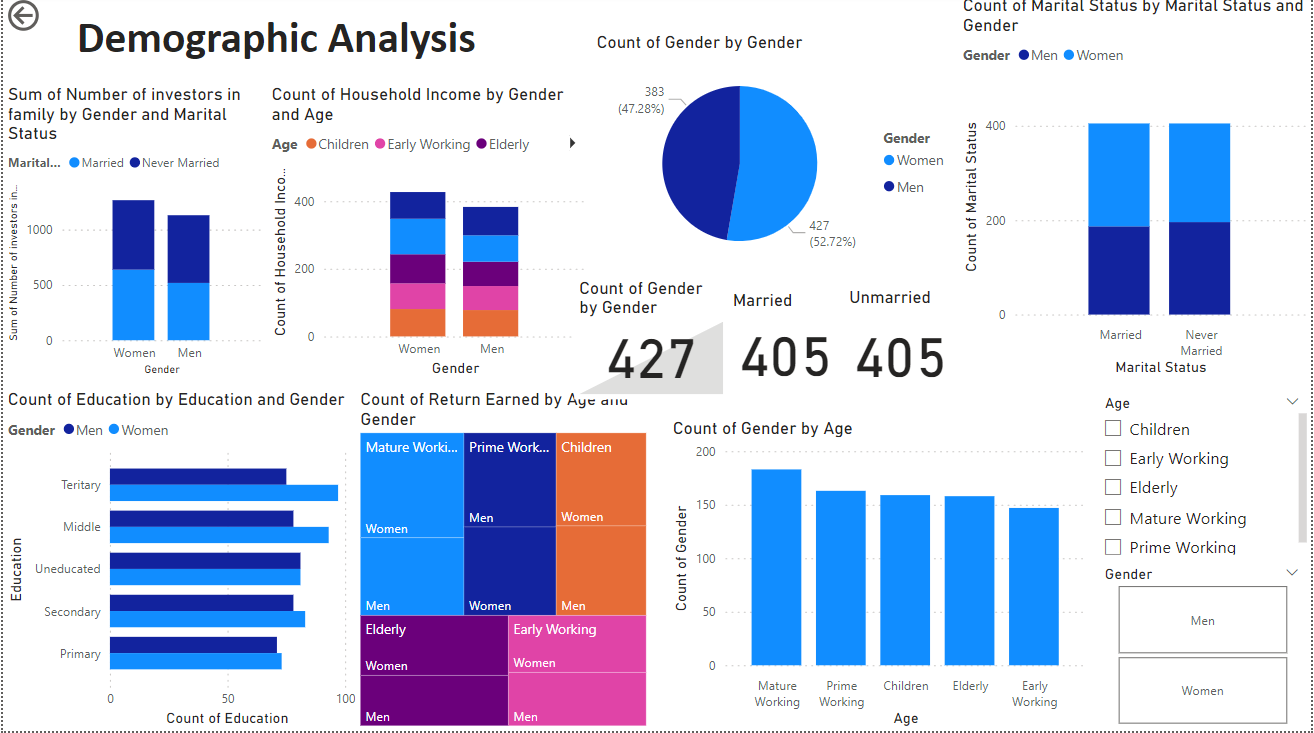 Demographic Analysis
Sum of Number of investors in
family by Gender and Marital
Status
Marital... Married Never Married
Sum of Number of investors in...
1000
500
0
Women Men
Gender
Count of Household Income by Gender
and Age
Age Children Early Working Elderly
Count of Household Inco...
400
200
0
Women Men
Gender
Count of Gender by Gender
383
(47.28%)
427
(52.72%)
Gender
Women
Men
Count of Gender
by Gender
427
Married
405
Unmarried
405
Count of Marital Status by Marital Status and
Gender
Gender Men Women
Count of Marital Status
400
200
0
Married Never
Married
Marital Status
Count of Education by Education and Gender
Gender Men Women
Education
Teritary
Middle
Uneducated
Secondary
Primary
0 50 100
Count of Education
Count of Return Earned by Age and
Gender
Mature Worki... Prime Work... Children
Men Women
Women
Men Women Men
Elderly Early Working
Women Women
Men Men
Count of Gender by Age
Count of Gender
200
150
100
50
0
Mature
Working
Prime
Working
Children
Elderly
Early
Working
Age
Age
Children
Early Working
Elderly
Mature Working
Prime Working
Gender
Men
Women